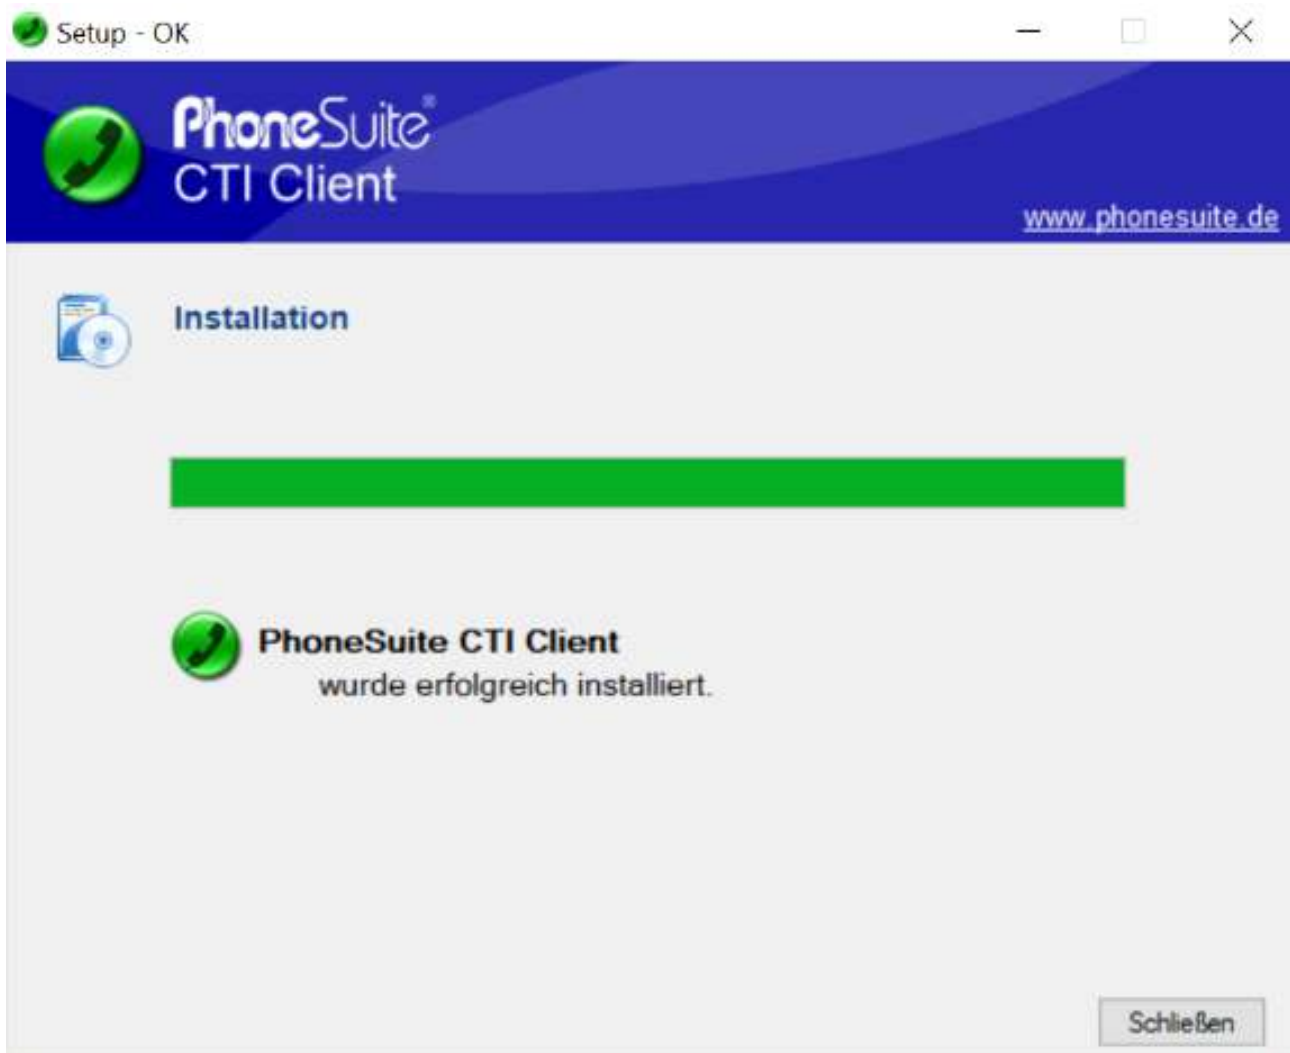 Setup - OK
PhoneSuite®
CTI Client
www.phonesuite.de
Installation
PhoneSuite CTI Client
wurde erfolgreich installiert.
Schließen